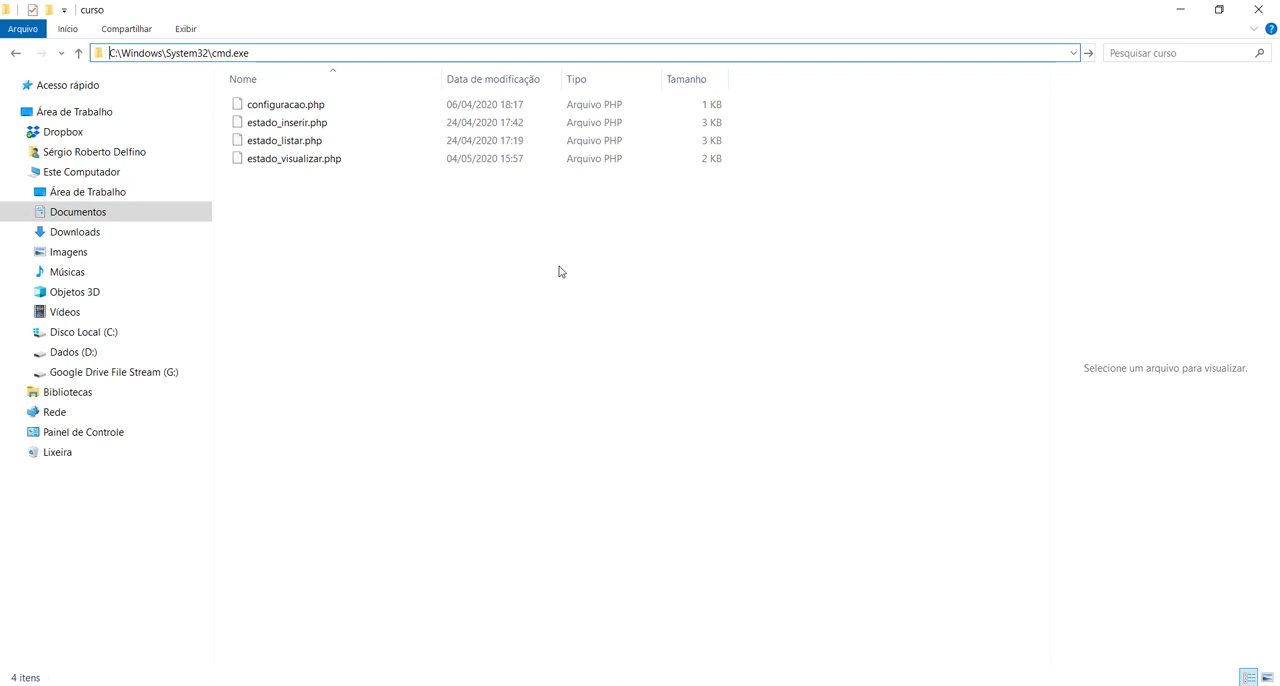 curso
Arquivo Início Compartilhar Exibir
C:\Windows\System32\cmd.exe
Pesquisar curso
Nome Data de modificação Tipo Tamanho
configuracao.php 06/04/2020 18:17 Arquivo PHP 1 KB
estado_inserir.php 24/04/2020 17:42 Arquivo PHP 3 KB
estado_listar.php 24/04/2020 17:19 Arquivo PHP 3 KB
estado_visualizar.php 04/05/2020 15:57 Arquivo PHP 2 KB
Acesso rápido
Área de Trabalho
Dropbox
Sérgio Roberto Delfino
Este Computador
Área de Trabalho
Documentos
Downloads
Imagens
Músicas
Objetos 3D
Vídeos
Disco Local (C:)
Dados (D:)
Google Drive File Stream (G:)
Bibliotecas
Rede
Painel de Controle
Lixeira
Selecione um arquivo para visualizar.
4 itens